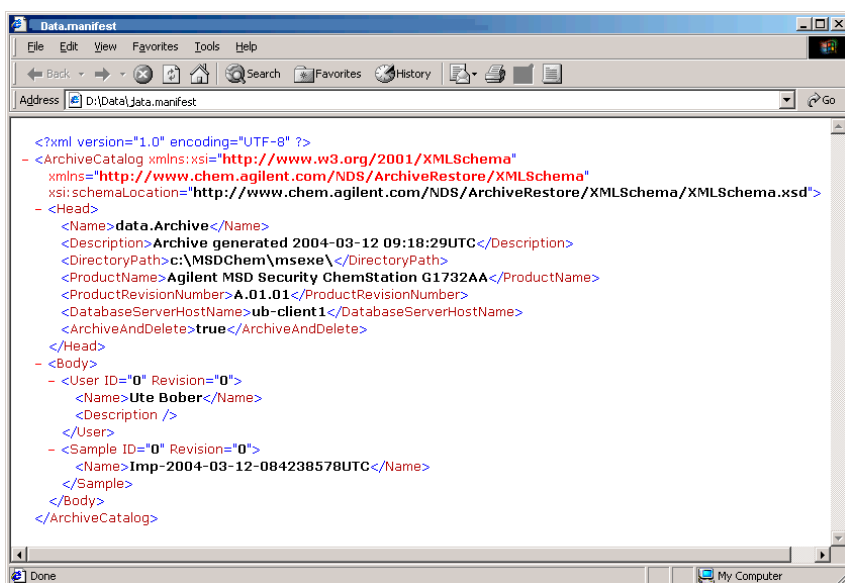 Data.manifest
File Edit View Favorites Tools Help
Back Search Favorites History
Address D:\Data\data.manifest Go
<?xml version="1.0" encoding="UTF-8" ?>
- <ArchiveCatalog xmlns:xsi="http://www.w3.org/2001/XMLSchema"
xmlns="http://www.chem.agilent.com/NDS/ArchiveRestore/XMLSchema"
xsi:schemaLocation="http://www.chem.agilent.com/NDS/ArchiveRestore/XMLSchema/XMLSchema.xsd">
- <Head>
<Name>data.Archive</Name>
<Description>Archive generated 2004-03-12 09:18:29UTC</Description>
<DirectoryPath>c:\MSDChem\msexe\</DirectoryPath>
<ProductName>Agilent MSD Security ChemStation G1732AA</ProductName>
<ProductRevisionNumber>A.01.01</ProductRevisionNumber>
<DatabaseServerHostName>ub-client1</DatabaseServerHostName>
<ArchiveAndDelete>true</ArchiveAndDelete>
</Head>
- <Body>
- <User ID="0" Revision="0">
<Name>Ute Bober</Name>
<Description />
</User>
- <Sample ID="0" Revision="0">
<Name>Imp-2004-03-12-084238578UTC</Name>
</Sample>
</Body>
</ArchiveCatalog>
Done My Computer